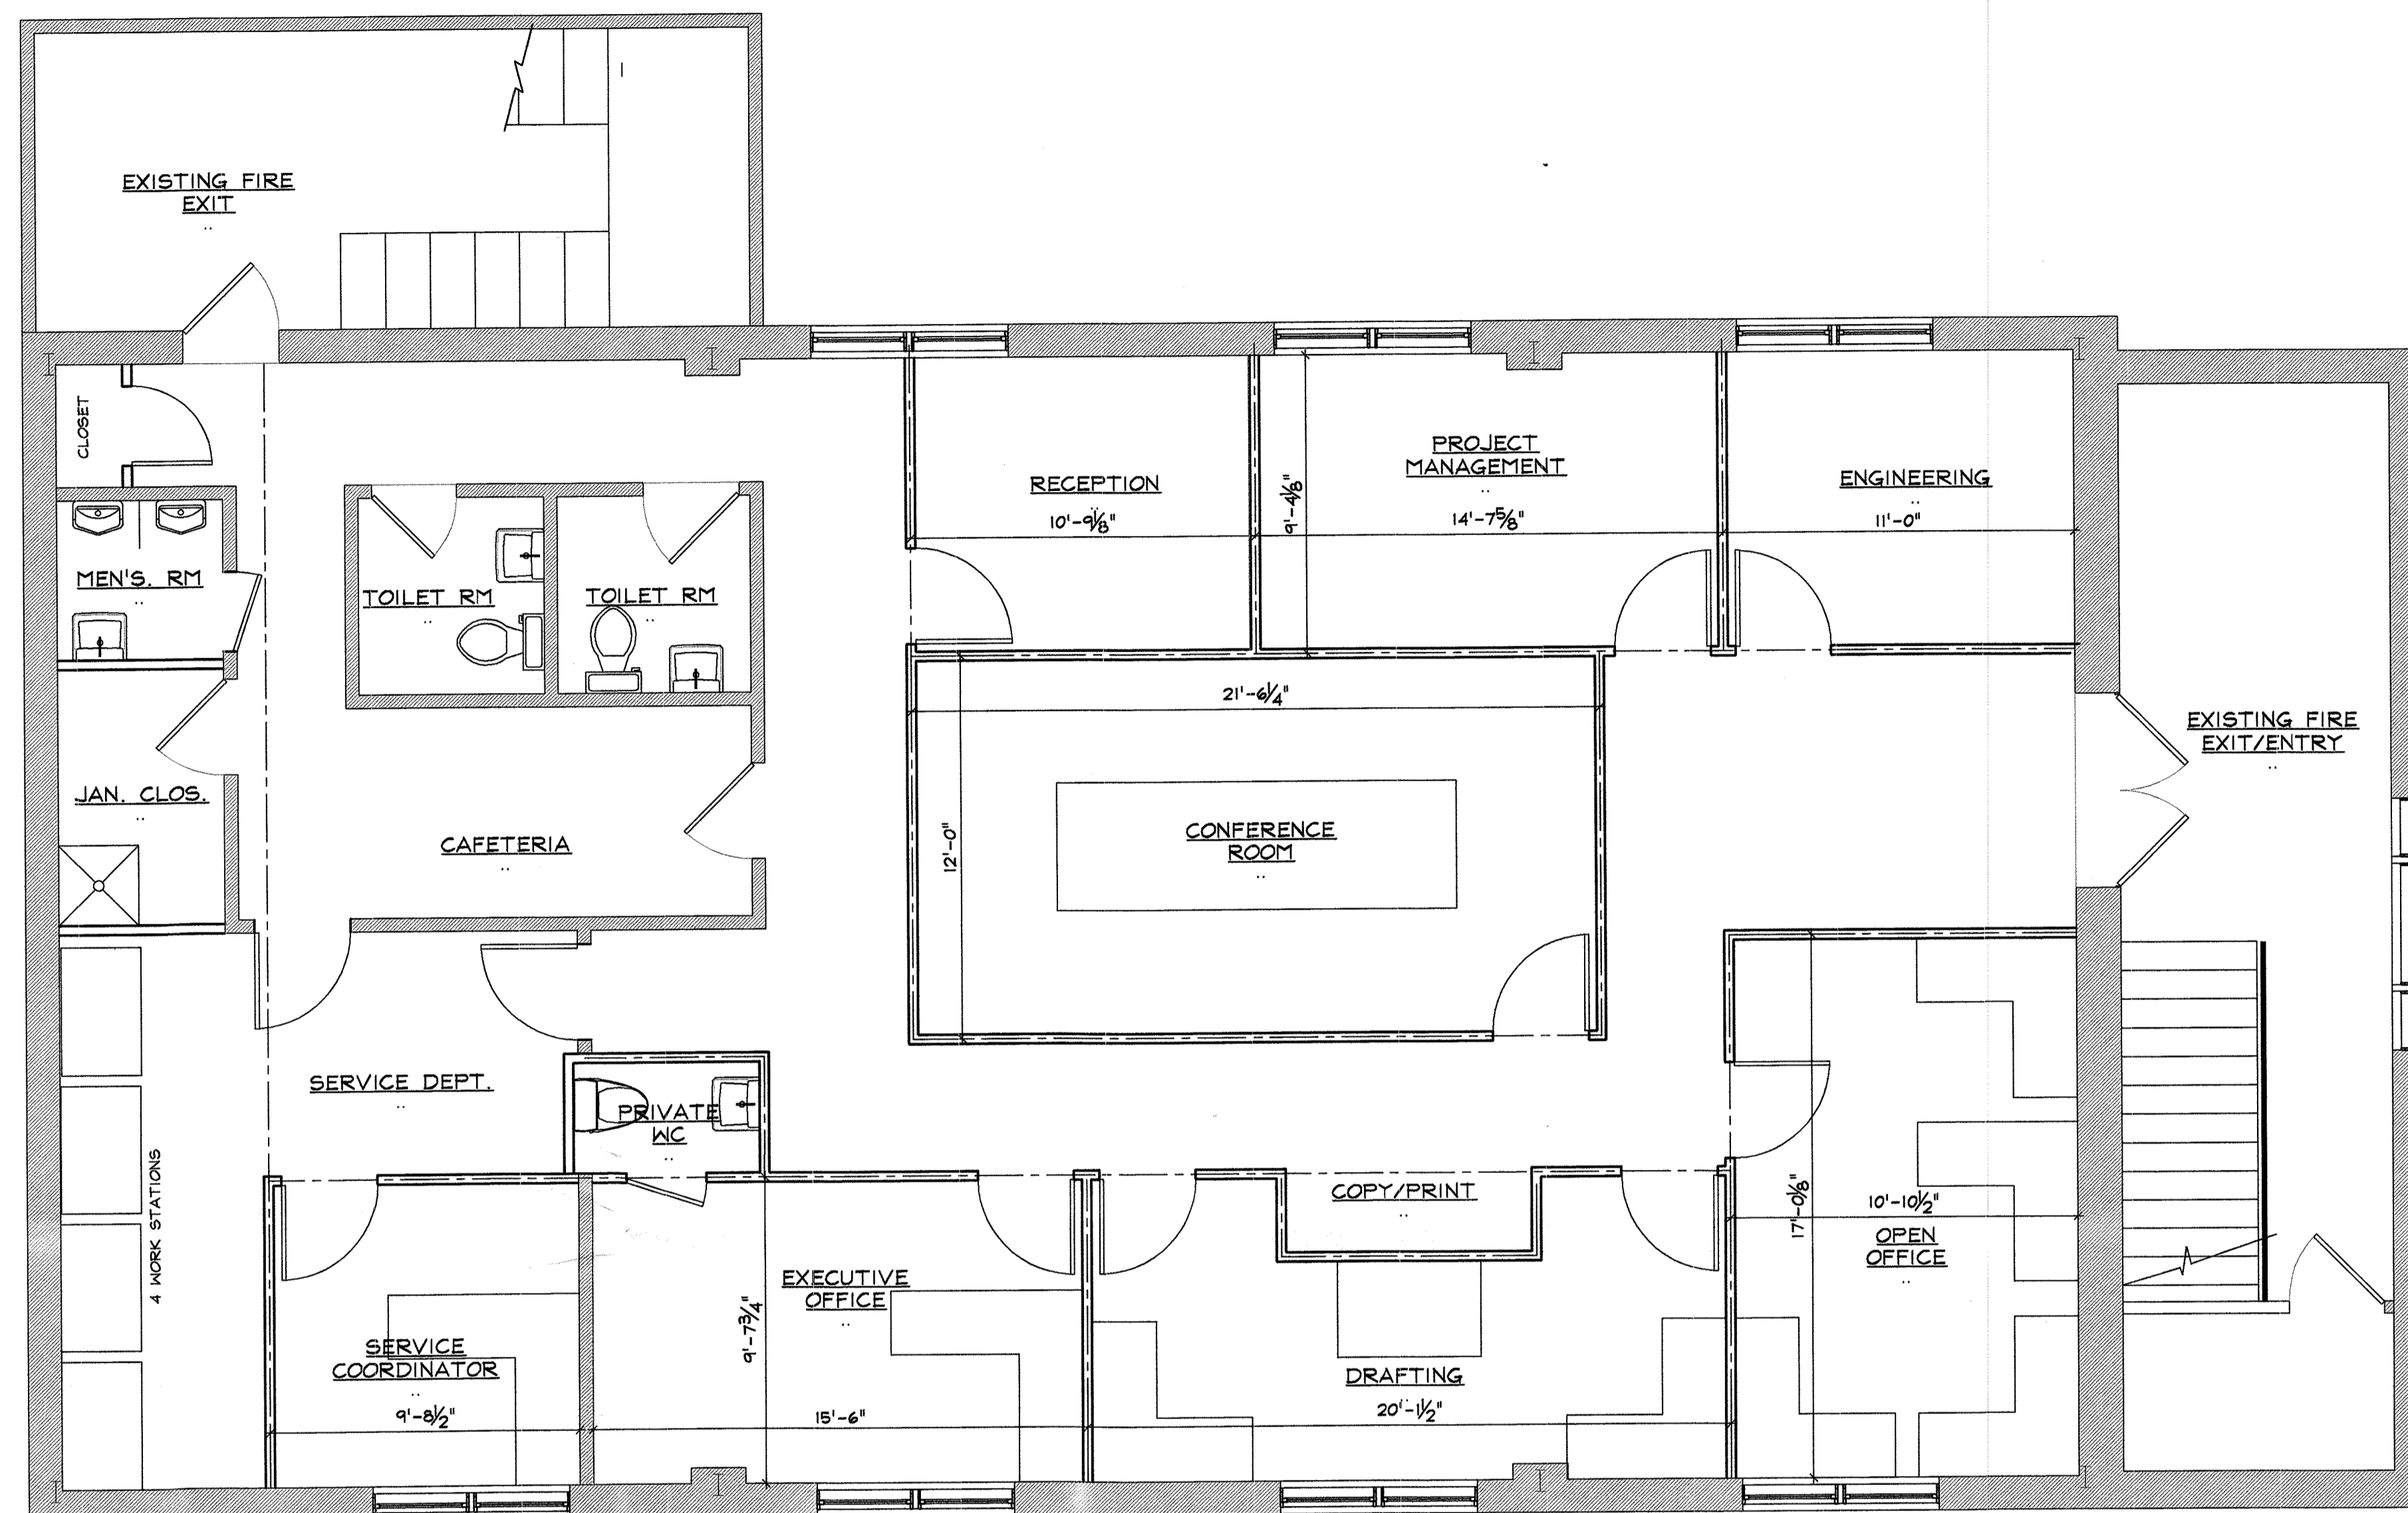 EXISTING FIRE
EXIT
CLOSET
MEN'S. RM
TOILET RM
TOILET RM
RECEPTION
10'-9⅛"
9'-4⅛"
PROJECT
MANAGEMENT
14'-7⅝"
ENGINEERING
11'-0"
21'-6¼"
12'-0"
CONFERENCE
ROOM
EXISTING FIRE
EXIT/ENTRY
JAN. CLOS.
CAFETERIA
SERVICE DEPT.
4 WORK STATIONS
PRIVATE
WC
COPY/PRINT
17'-0⅛"
10'-10½"
OPEN
OFFICE
EXECUTIVE
OFFICE
9'-7¾"
SERVICE
COORDINATOR
9'-8½"
15'-6"
DRAFTING
20'-1½"